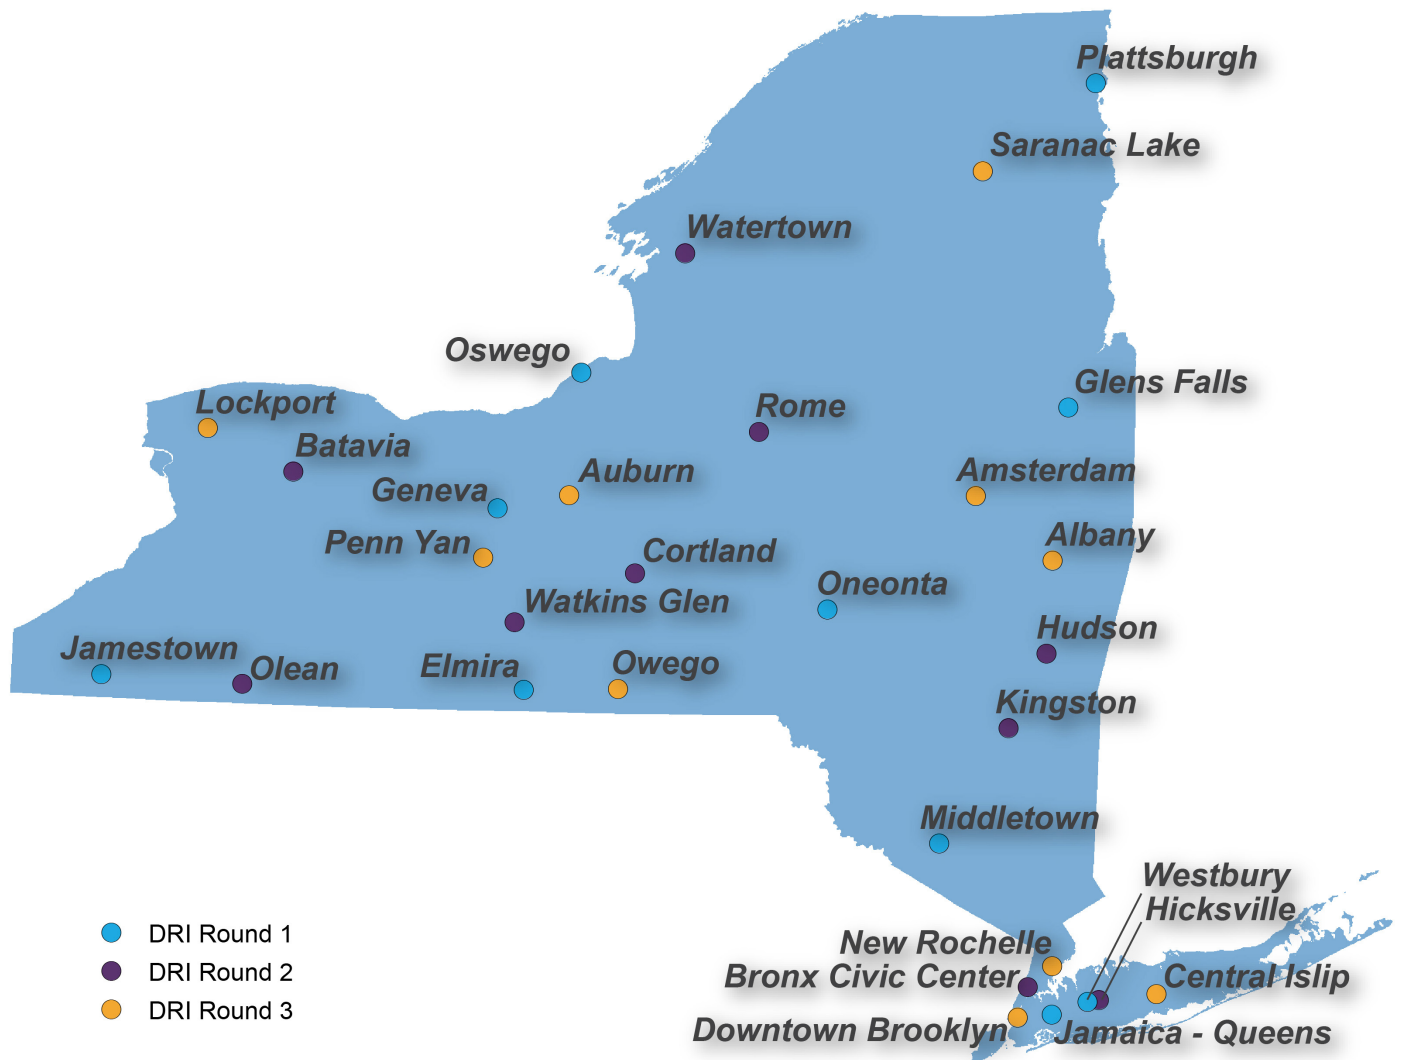 Plattsburgh
Saranac Lake
Watertown
Oswego
Glens Falls
Lockport
Rome
Batavia
Auburn
Amsterdam
Geneva
Albany
Penn Yan
Cortland
Oneonta
Watkins Glen
Hudson
Jamestown
Olean
Elmira
Owego
Kingston
Middletown
Westbury
Hicksville
New Rochelle
Bronx Civic Center
Central Islip
Downtown Brooklyn
Jamaica - Queens
DRI Round 1
DRI Round 2
DRI Round 3